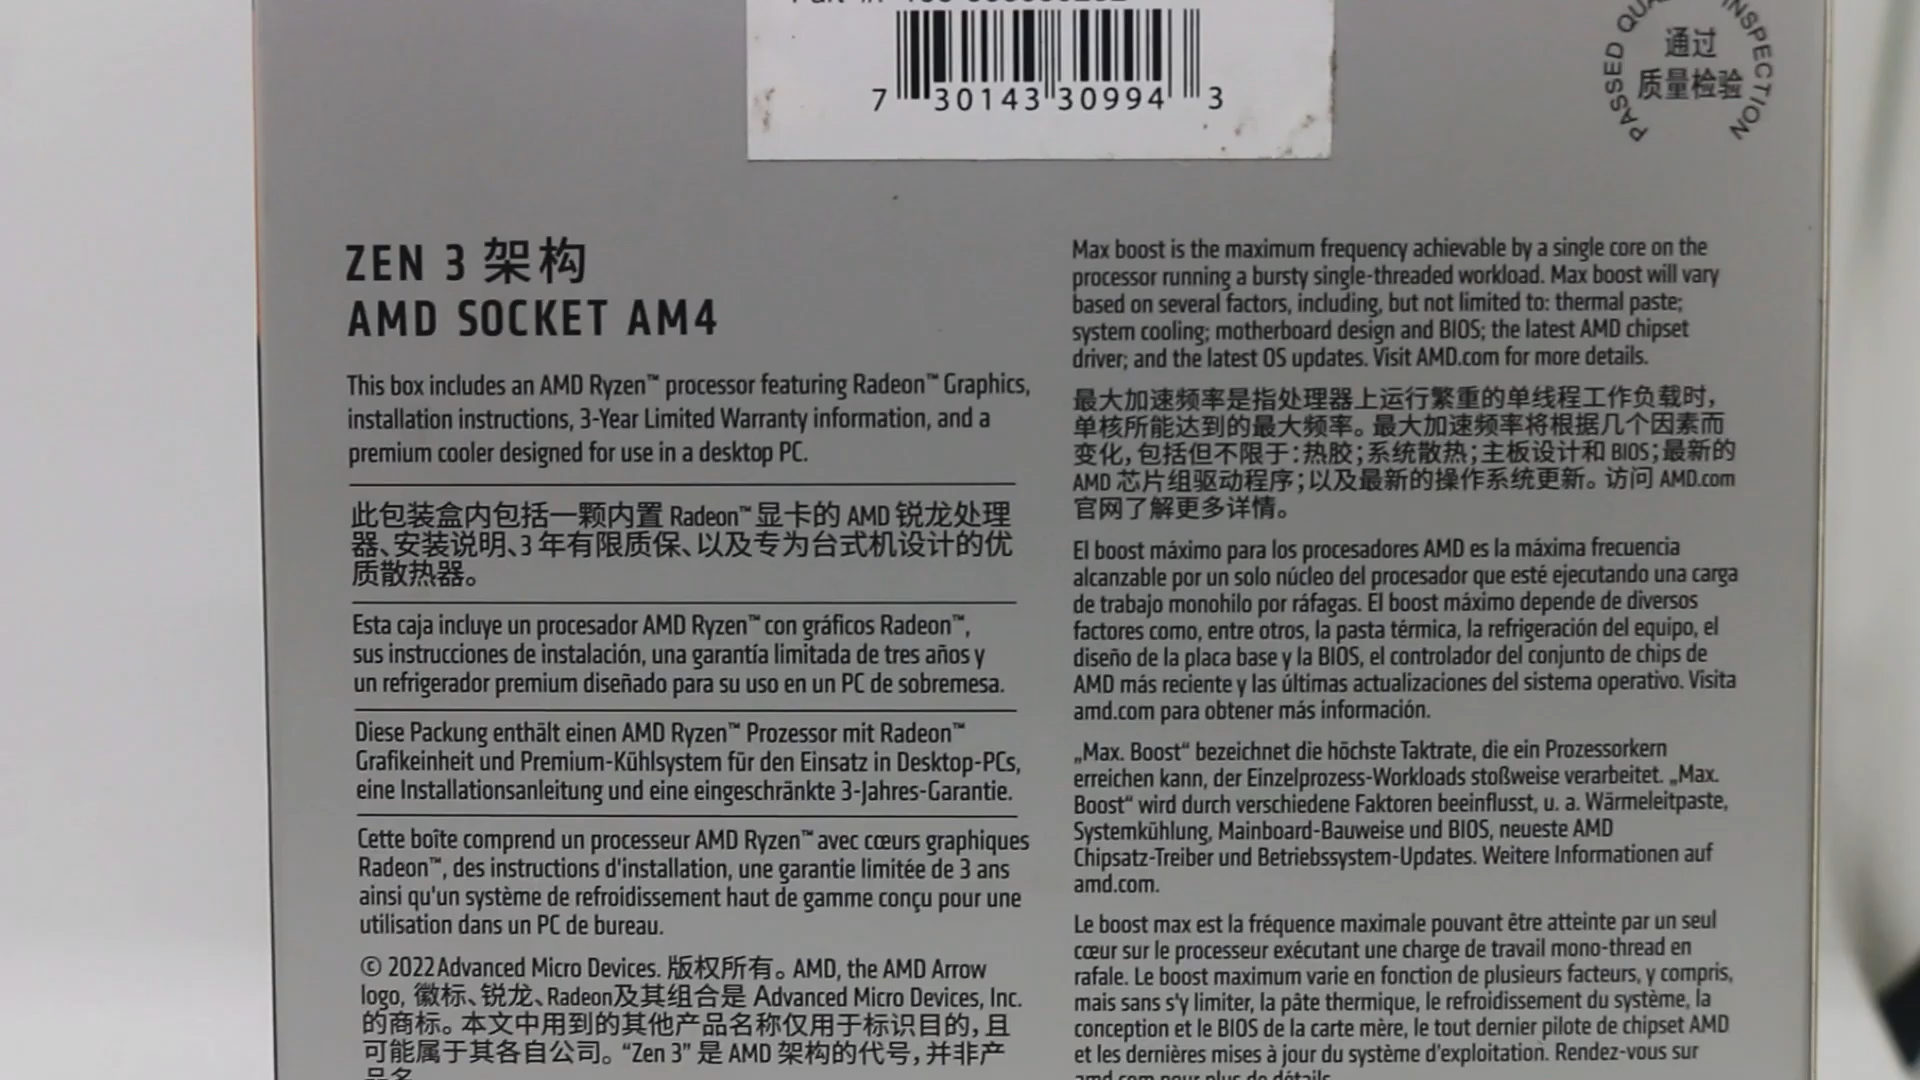 7 30143 30994 3
PASSED QUA INSPECTION
通过
质量检验
ZEN 3 架构
AMD SOCKET AM4
This box includes an AMD Ryzen™ processor featuring Radeon™ Graphics,
installation instructions, 3-Year Limited Warranty information, and a
premium cooler designed for use in a desktop PC.
此包装盒内包括一颗内置 Radeon™ 显卡的 AMD 锐龙处理
器、安装说明、3 年有限质保、以及专为台式机设计的优
质散热器。
Esta caja incluye un procesador AMD Ryzen™ con gráficos Radeon™,
sus instrucciones de instalación, una garantía limitada de tres años y
un refrigerador premium diseñado para su uso en un PC de sobremesa.
Diese Packung enthält einen AMD Ryzen™ Prozessor mit Radeon™
Grafikeinheit und Premium-Kühlsystem für den Einsatz in Desktop-PCs,
eine Installationsanleitung und eine eingeschränkte 3-Jahres-Garantie.
Cette boîte comprend un processeur AMD Ryzen™ avec cœurs graphiques
Radeon™, des instructions d'installation, une garantie limitée de 3 ans
ainsi qu'un système de refroidissement haut de gamme conçu pour une
utilisation dans un PC de bureau.
© 2022 Advanced Micro Devices. 版权所有。AMD, the AMD Arrow
logo, 徽标、锐龙、Radeon及其组合是 Advanced Micro Devices, Inc.
的商标。本文中用到的其他产品名称仅用于标识目的,且
可能属于其各自公司。“Zen 3” 是 AMD 架构的代号,并非产
品名
Max boost is the maximum frequency achievable by a single core on the
processor running a bursty single-threaded workload. Max boost will vary
based on several factors, including, but not limited to: thermal paste;
system cooling; motherboard design and BIOS; the latest AMD chipset
driver; and the latest OS updates. Visit AMD.com for more details.
最大加速频率是指处理器上运行繁重的单线程工作负载时,
单核所能达到的最大频率。最大加速频率将根据几个因素而
变化,包括但不限于:热胶;系统散热;主板设计和 BIOS;最新的
AMD 芯片组驱动程序;以及最新的操作系统更新。访问 AMD.com
官网了解更多详情。
El boost máximo para los procesadores AMD es la máxima frecuencia
alcanzable por un solo núcleo del procesador que esté ejecutando una carga
de trabajo monohilo por ráfagas. El boost máximo depende de diversos
factores como, entre otros, la pasta térmica, la refrigeración del equipo, el
diseño de la placa base y la BIOS, el controlador del conjunto de chips de
AMD más reciente y las últimas actualizaciones del sistema operativo. Visita
amd.com para obtener más información.
„Max. Boost“ bezeichnet die höchste Taktrate, die ein Prozessorkern
erreichen kann, der Einzelprozess-Workloads stoßweise verarbeitet. „Max.
Boost“ wird durch verschiedene Faktoren beeinflusst, u. a. Wärmeleitpaste,
Systemkühlung, Mainboard-Bauweise und BIOS, neueste AMD
Chipsatz-Treiber und Betriebssystem-Updates. Weitere Informationen auf
amd.com.
Le boost max est la fréquence maximale pouvant être atteinte par un seul
cœur sur le processeur exécutant une charge de travail mono-thread en
rafale. Le boost maximum varie en fonction de plusieurs facteurs, y compris,
mais sans s'y limiter, la pâte thermique, le refroidissement du système, la
conception et le BIOS de la carte mère, le tout dernier pilote de chipset AMD
et les dernières mises à jour du système d'exploitation. Rendez-vous sur
amd.com pour plus de détails